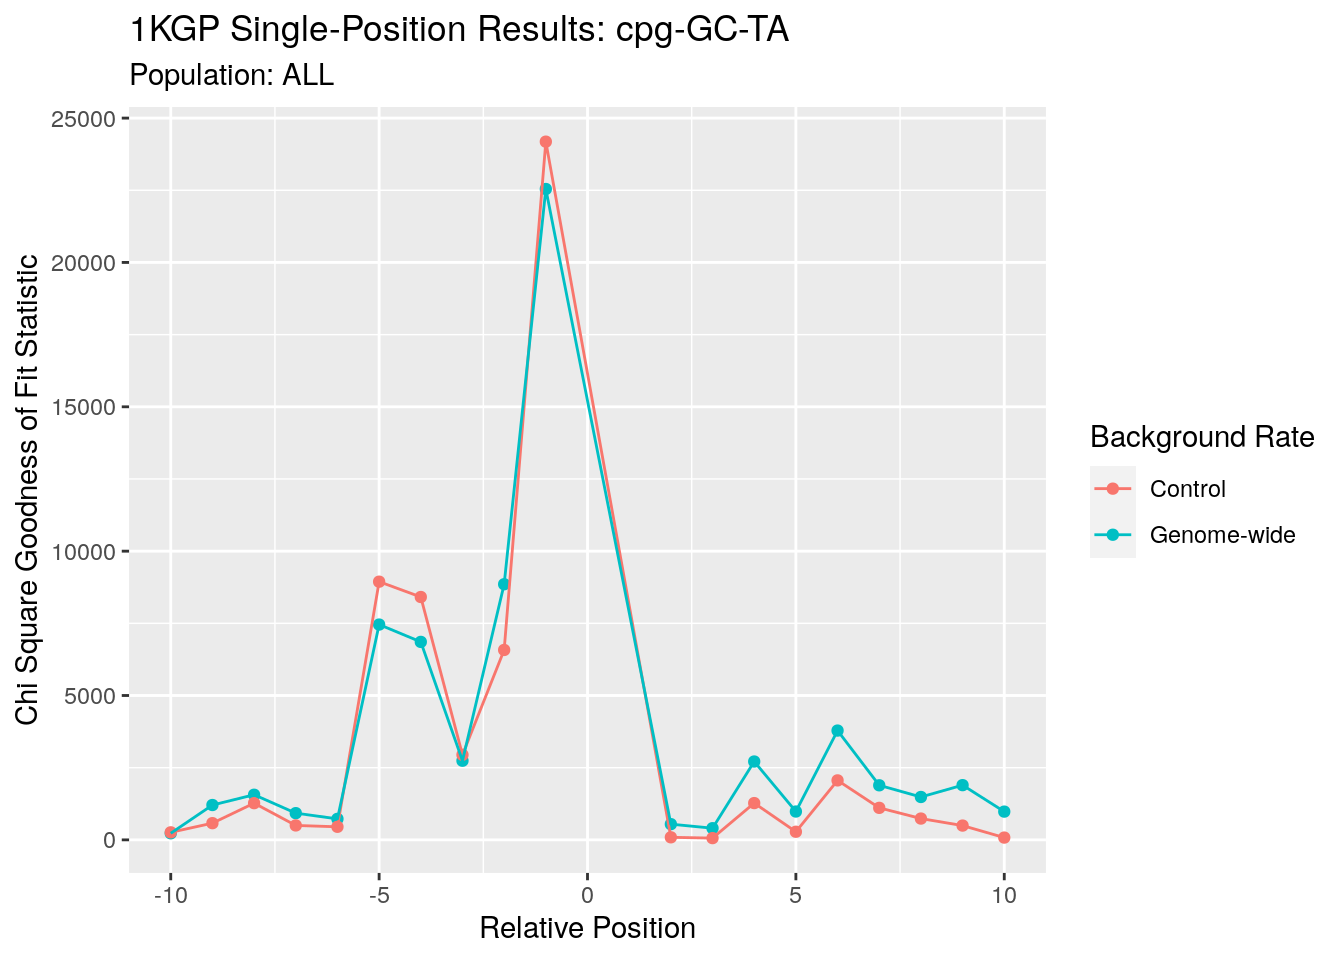 1KGP Single-Position Results: cpg-GC-TA
Population: ALL
Chi Square Goodness of Fit Statistic
25000
20000
15000
10000
5000
0
-10
-5
0
5
10
Relative Position
Background Rate
Control
Genome-wide